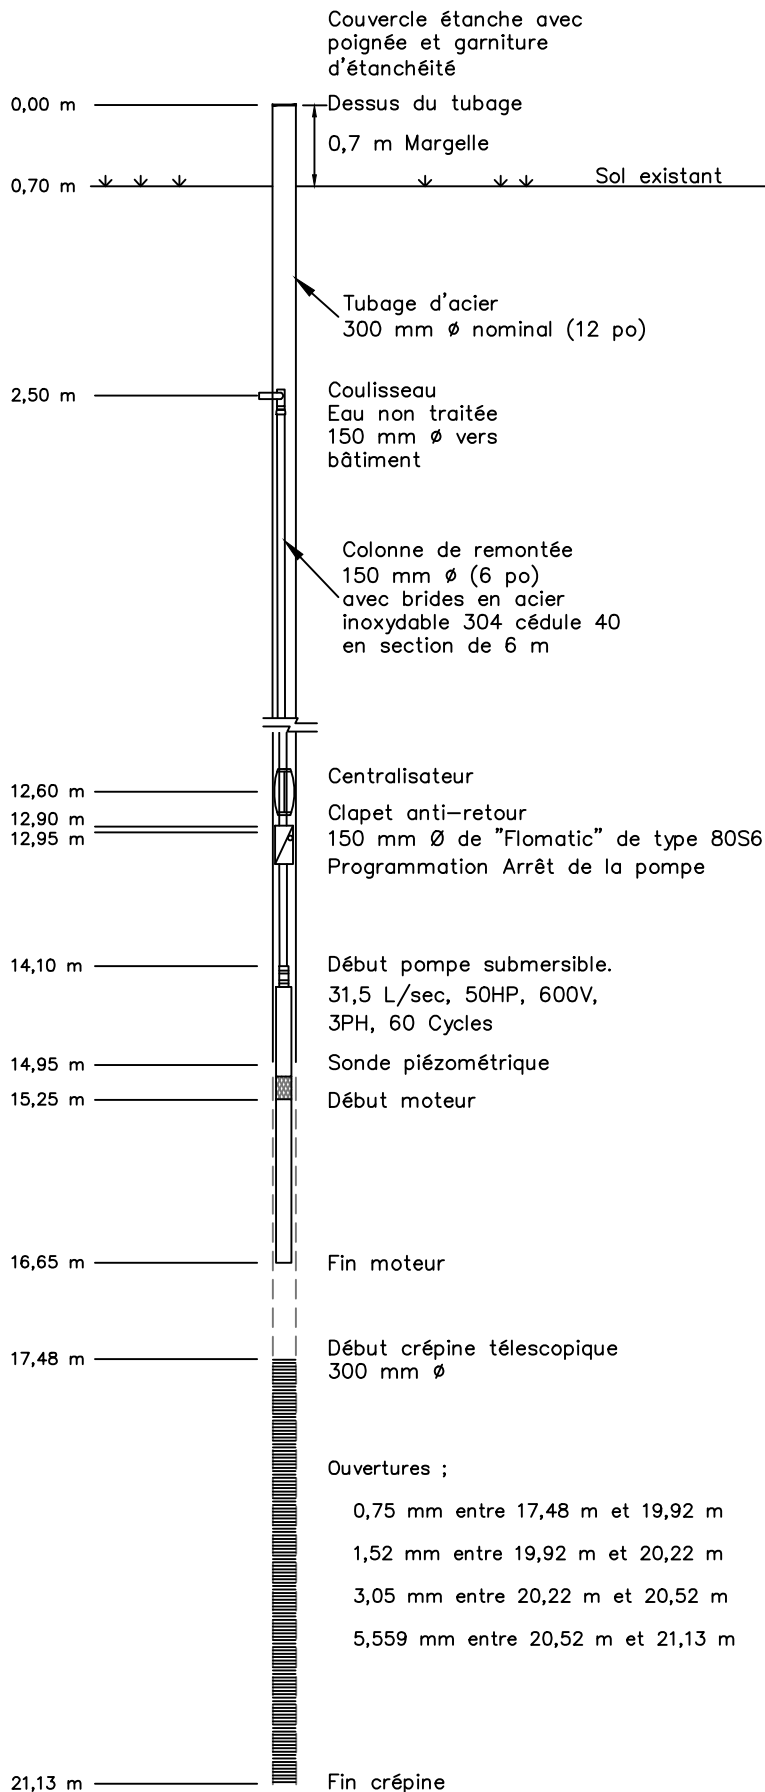 Couvercle étanche avec
poignée et garniture
d'étanchéité
0,00 m
Dessus du tubage
0,7 m Margelle
0,70 m
Sol existant
Tubage d'acier
300 mm ø nominal (12 po)
2,50 m
Coulisseau
Eau non traitée
150 mm ø vers
bâtiment
Colonne de remontée
150 mm ø (6 po)
avec brides en acier
inoxydable 304 cédule 40
en section de 6 m
12,60 m
Centralisateur
12,90 m
12,95 m
Clapet anti-retour
150 mm Ø de "Flomatic" de type 80S6
Programmation Arrêt de la pompe
14,10 m
Début pompe submersible.
31,5 L/sec, 50HP, 600V,
3PH, 60 Cycles
14,95 m
Sonde piézométrique
15,25 m
Début moteur
16,65 m
Fin moteur
17,48 m
Début crépine télescopique
300 mm ø
Ouvertures ;
0,75 mm entre 17,48 m et 19,92 m
1,52 mm entre 19,92 m et 20,22 m
3,05 mm entre 20,22 m et 20,52 m
5,559 mm entre 20,52 m et 21,13 m
21,13 m
Fin crépine